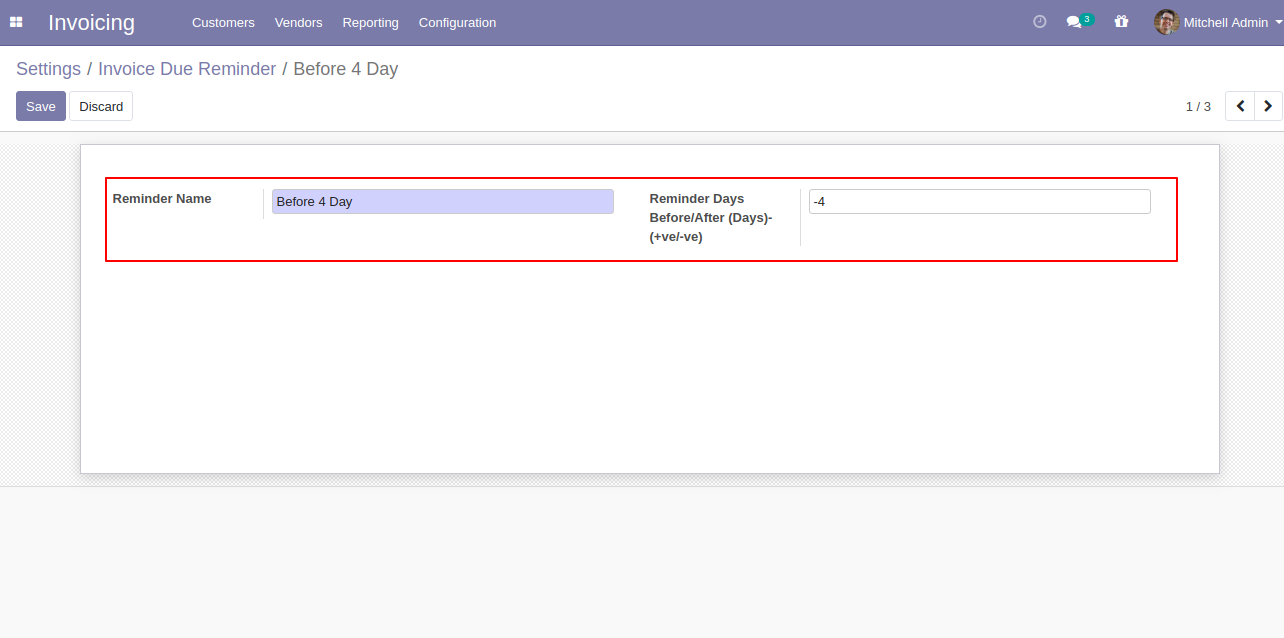 Invoicing Customers Vendors Reporting Configuration 3 Mitchell Admin
Settings / Invoice Due Reminder / Before 4 Day
Save Discard 1 / 3
Reminder Name Before 4 Day Reminder Days -4
Before/After (Days)-
(+ve/-ve)